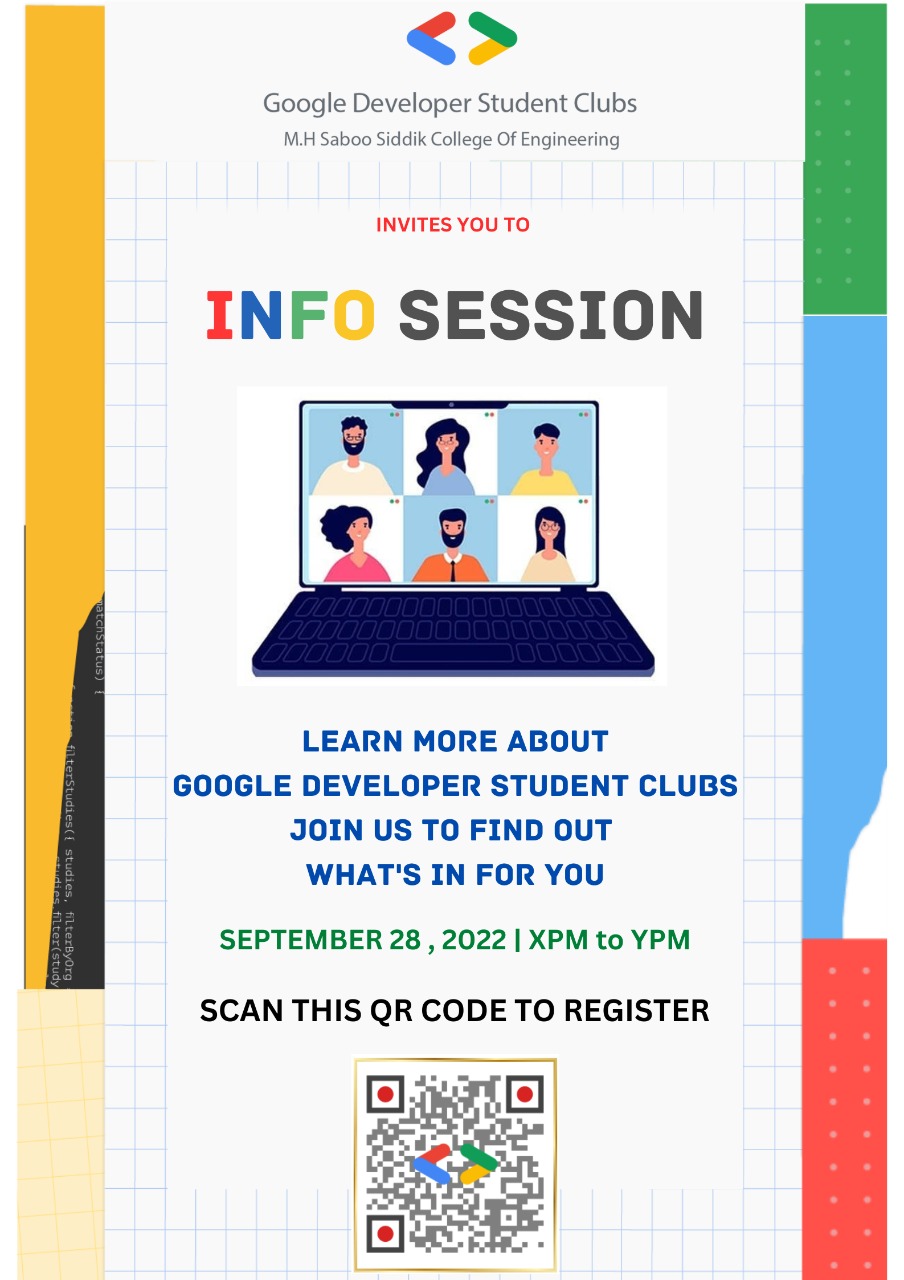 Google Developer Student Clubs
M.H Saboo Siddik College Of Engineering
INVITES YOU TO
INFO SESSION
LEARN MORE ABOUT
GOOGLE DEVELOPER STUDENT CLUBS
JOIN US TO FIND OUT
WHAT'S IN FOR YOU
SEPTEMBER 28 , 2022 | XPM to YPM
SCAN THIS QR CODE TO REGISTER
matchStatus) {
filterStudies({ studies, filterByOrg
studies.filter(study